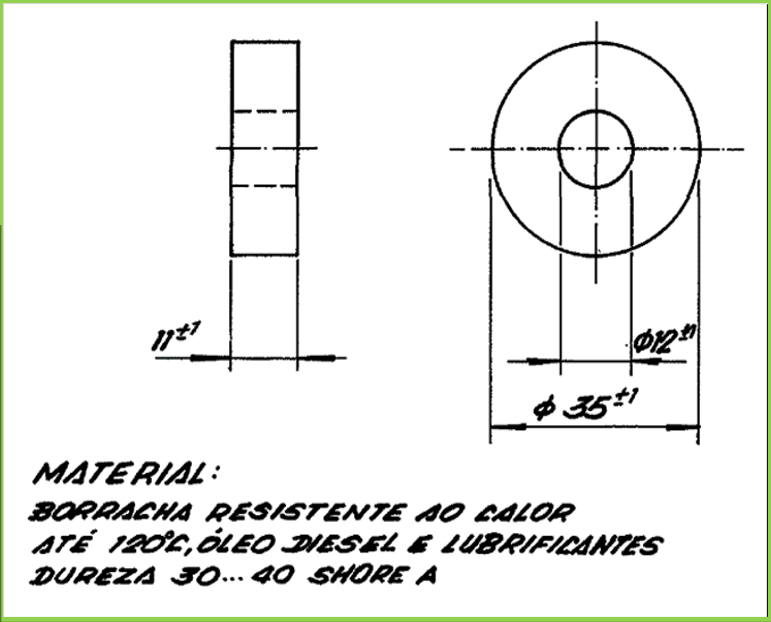 11±1
Φ12±1
Φ 35±1
MATERIAL:
BORRACHA RESISTENTE AO CALOR
ATÉ 120°C, ÓLEO DIESEL E LUBRIFICANTES
DUREZA 30...40 SHORE A